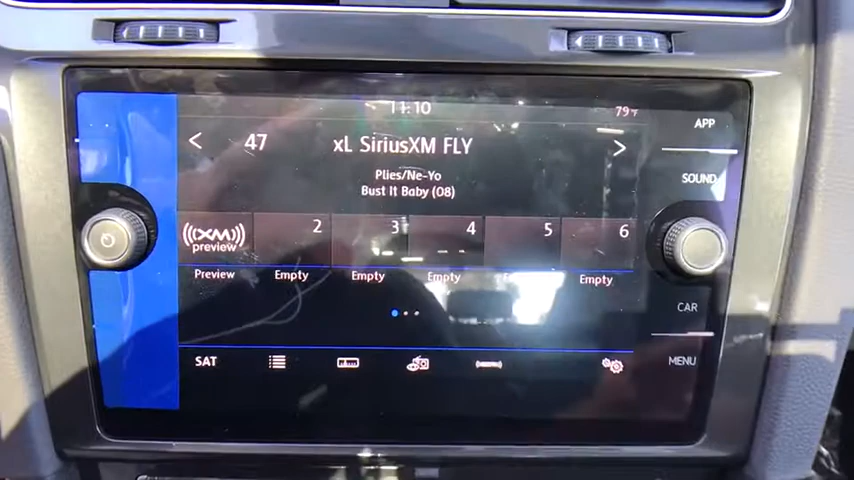 11:10
79°F
APP
< 47 xL SiriusXM FLY >
SOUND
Plies/Ne-Yo
BUST IT BABY (08)
((XM)) 2 3 4 5 6
preview
Preview Empty Empty Empty Empty
CAR
SAT
MENU